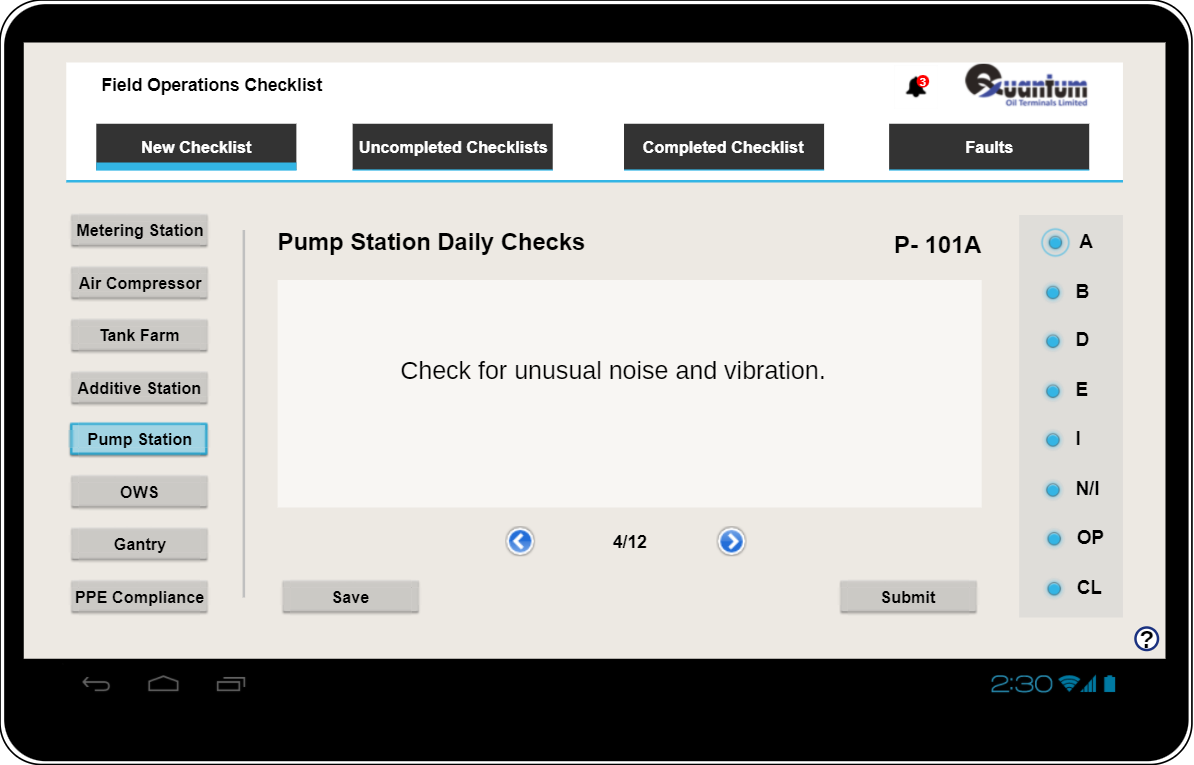 Field Operations Checklist
3
Quantum
Oil Terminals Limited
New Checklist
Uncompleted Checklists
Completed Checklist
Faults
Metering Station
Air Compressor
Tank Farm
Additive Station
Pump Station
OWS
Gantry
PPE Compliance
Pump Station Daily Checks
P- 101A
Check for unusual noise and vibration.
4/12
Save
Submit
A
B
D
E
I
N/I
OP
CL
?
2:30